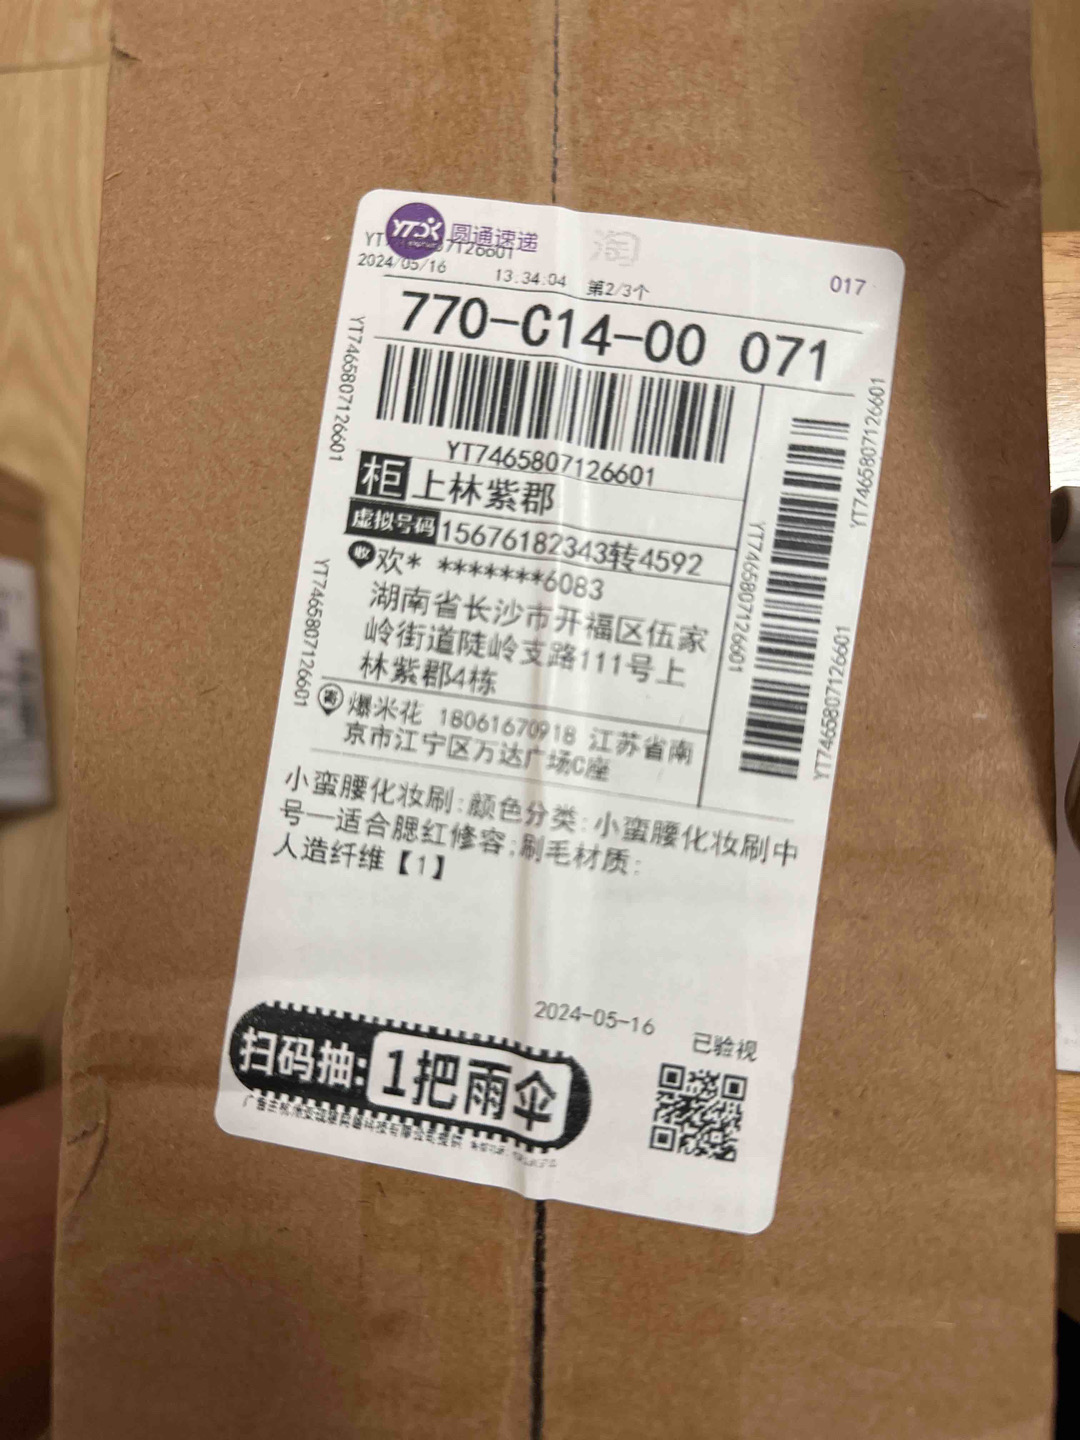 YTO
圆通速递
淘
2024/05/16 13:34:04 第2/3个
017
770-C14-00 071
YT7465807126601
柜 上林紫郡
虚拟号码 15676182343转4592
收 欢* *******6083
湖南省长沙市开福区伍家
岭街道陡岭支路111号上
林紫郡4栋
寄 爆米花 18061670918 江苏省南
京市江宁区万达广场C座
小蛮腰化妆刷:颜色分类:小蛮腰化妆刷中
号—适合腮红修容;刷毛材质:
人造纤维【1】
2024-05-16
已验视
扫码抽:1把雨伞
YT7465807126601
YT7465807126601
YT7465807126601
YT7465807126601
YT7465807126601